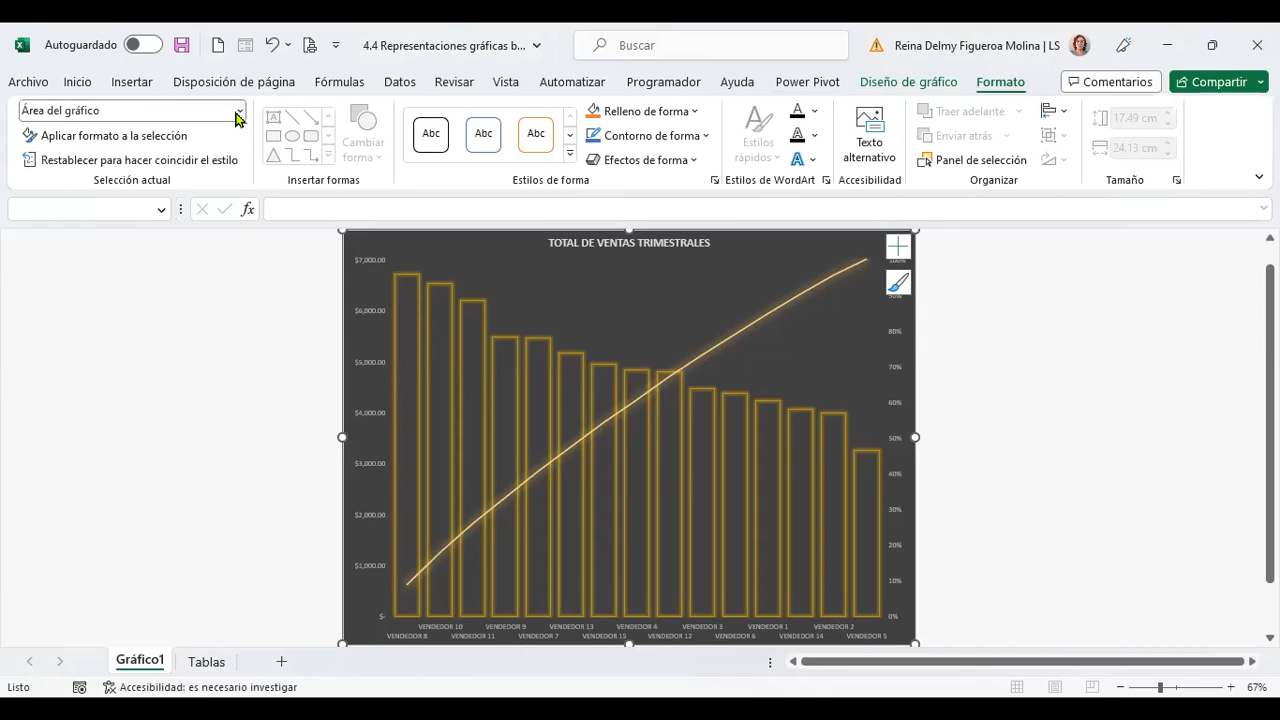 Autoguardado
4.4 Representaciones gráficas b...
Buscar
Reina Delmy Figueroa Molina | LS
Archivo Inicio Insertar Disposición de página Fórmulas Datos Revisar Vista Automatizar Programador Ayuda Power Pivot Diseño de gráfico Formato
Comentarios
Compartir
Área del gráfico
Aplicar formato a la selección
Restablecer para hacer coincidir el estilo
Selección actual
Cambiar
forma
Insertar formas
Abc Abc Abc
Relleno de forma
Contorno de forma
Efectos de forma
Estilos de forma
Estilos
rápidos
Estilos de WordArt
Texto
alternativo
Accesibilidad
Traer adelante
Enviar atrás
Panel de selección
Organizar
17.49 cm
24.13 cm
Tamaño
fx
TOTAL DE VENTAS TRIMESTRALES
$7,000.00
$6,000.00
$5,000.00
$4,000.00
$3,000.00
$2,000.00
$1,000.00
$-
100%
90%
80%
70%
60%
50%
40%
30%
20%
10%
0%
VENDEDOR 10 VENDEDOR 9 VENDEDOR 13 VENDEDOR 4 VENDEDOR 3 VENDEDOR 1 VENDEDOR 2
VENDEDOR 8 VENDEDOR 11 VENDEDOR 7 VENDEDOR 15 VENDEDOR 12 VENDEDOR 6 VENDEDOR 14 VENDEDOR 5
Gráfico1 Tablas
Listo
Accesibilidad: es necesario investigar
67%